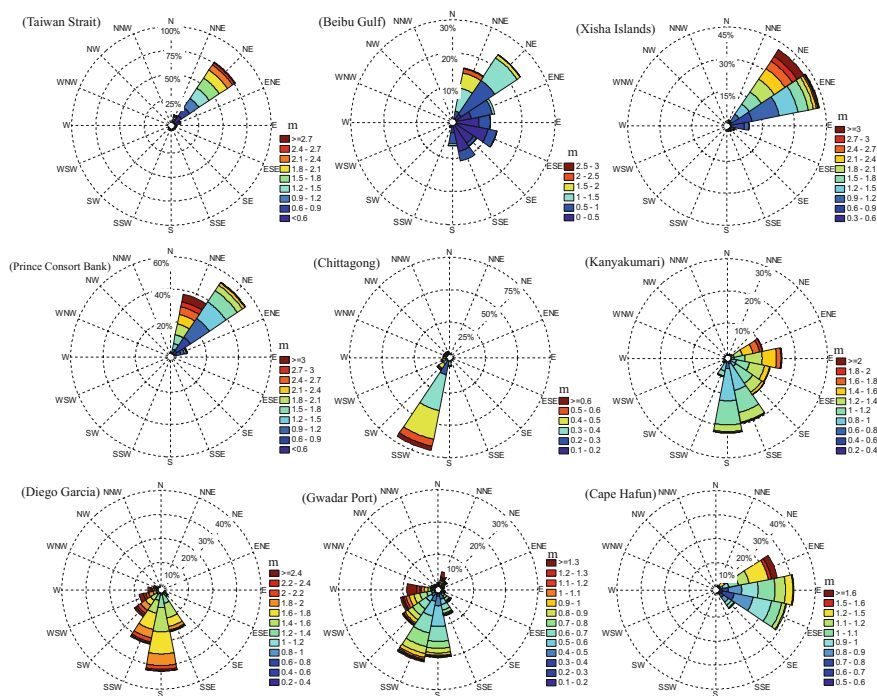 (Taiwan Strait)
N
NNE
NE
ENE
E
ESE
SE
SSE
S
SSW
SW
WSW
W
WNW
NW
NNW
100%
75%
50%
25%
m
>=2.7
2.4 - 2.7
2.1 - 2.4
1.8 - 2.1
1.5 - 1.8
1.2 - 1.5
0.9 - 1.2
0.6 - 0.9
<0.6
(Beibu Gulf)
N
NNE
NE
ENE
E
ESE
SE
SSE
S
SSW
SW
WSW
W
WNW
NW
NNW
30%
20%
10%
m
2.5 - 3
2 - 2.5
1.5 - 2
1 - 1.5
0.5 - 1
0 - 0.5
(Xisha Islands)
N
NNE
NE
ENE
E
ESE
SE
SSE
S
SSW
SW
WSW
W
WNW
NW
NNW
45%
30%
15%
m
>=3
2.7 - 3
2.4 - 2.7
2.1 - 2.4
1.8 - 2.1
1.5 - 1.8
1.2 - 1.5
0.9 - 1.2
0.6 - 0.9
0.3 - 0.6
(Prince Consort Bank)
N
NNE
NE
ENE
E
ESE
SE
SSE
S
SSW
SW
WSW
W
NW
NNW
60%
40%
20%
m
>=3
2.7 - 3
2.4 - 2.7
2.1 - 2.4
1.8 - 2.1
1.5 - 1.8
1.2 - 1.5
0.9 - 1.2
0.6 - 0.9
<0.6
(Chittagong)
N
NNE
NE
ENE
E
ESE
SE
SSE
S
SSW
SW
WSW
W
WNW
NW
NNW
75%
50%
25%
m
>=0.6
0.5 - 0.6
0.4 - 0.5
0.3 - 0.4
0.2 - 0.3
0.1 - 0.2
(Kanyakumari)
N
NNE
NE
ENE
E
ESE
SE
SSE
S
SSW
SW
WSW
W
WNW
NW
NNW
30%
20%
10%
m
>=2
1.8 - 2
1.6 - 1.8
1.4 - 1.6
1.2 - 1.4
1 - 1.2
0.8 - 1
0.6 - 0.8
0.4 - 0.6
0.2 - 0.4
(Diego Garcia)
N
NNE
NE
ENE
E
ESE
SE
SSE
S
SSW
SW
WSW
W
WNW
NW
NNW
40%
30%
20%
10%
m
>=2.4
2.2 - 2.4
2 - 2.2
1.8 - 2
1.6 - 1.8
1.4 - 1.6
1.2 - 1.4
1 - 1.2
0.8 - 1
0.6 - 0.8
0.4 - 0.6
0.2 - 0.4
(Gwadar Port)
N
NNE
NE
ENE
E
ESE
SE
SSE
S
SSW
SW
WSW
W
WNW
NW
NNW
30%
20%
10%
m
>=1.3
1.2 - 1.3
1.1 - 1.2
1 - 1.1
0.9 - 1
0.8 - 0.9
0.7 - 0.8
0.6 - 0.7
0.5 - 0.6
0.4 - 0.5
0.3 - 0.4
0.2 - 0.3
0.1 - 0.2
(Cape Hafun)
N
NNE
NE
ENE
E
ESE
SE
SSE
S
SSW
SW
WSW
W
WNW
NW
NNW
40%
30%
20%
10%
m
>=1.6
1.5 - 1.6
1.2 - 1.5
1.1 - 1.2
1 - 1.1
0.9 - 1
0.8 - 0.9
0.7 - 0.8
0.6 - 0.7
0.5 - 0.6